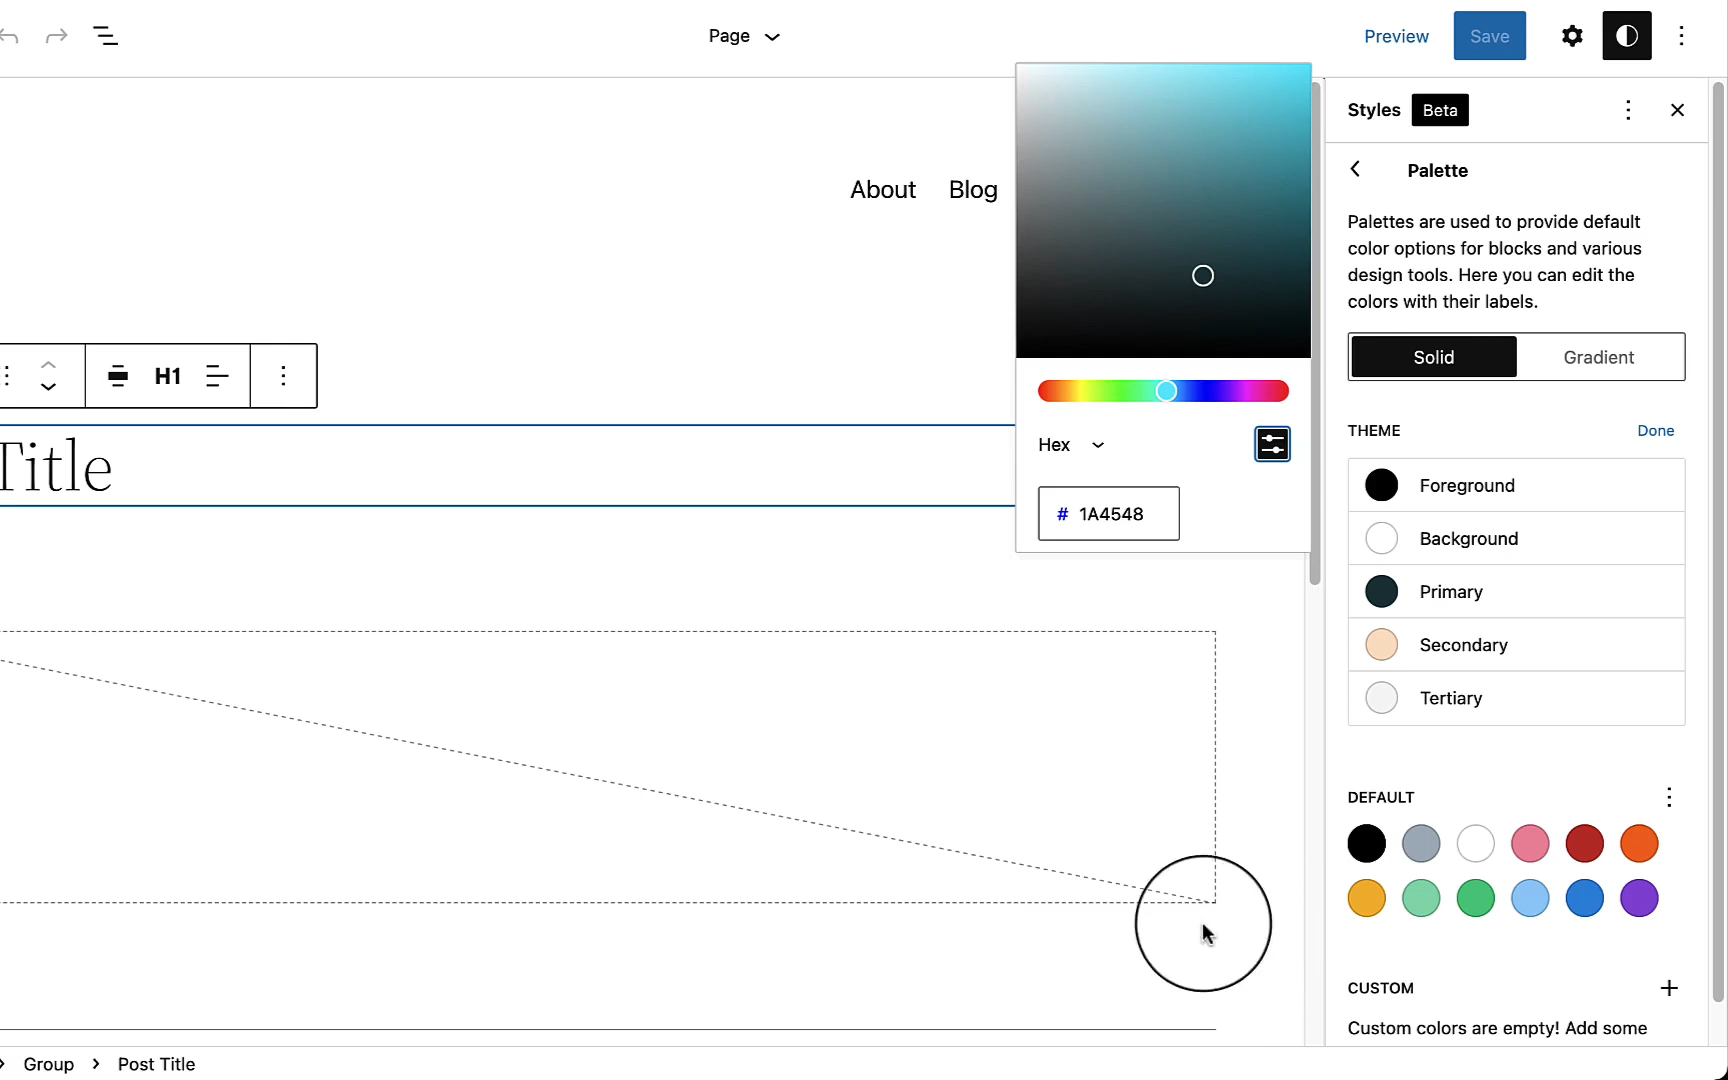 Page
Preview
Save
Styles
Beta
Palette
Palettes are used to provide default
color options for blocks and various
design tools. Here you can edit the
colors with their labels.
Solid
Gradient
THEME
Done
Foreground
Background
Primary
Secondary
Tertiary
DEFAULT
CUSTOM
Custom colors are empty! Add some
About
Blog
H1
Title
Hex
# 1A4548
Group
Post Title